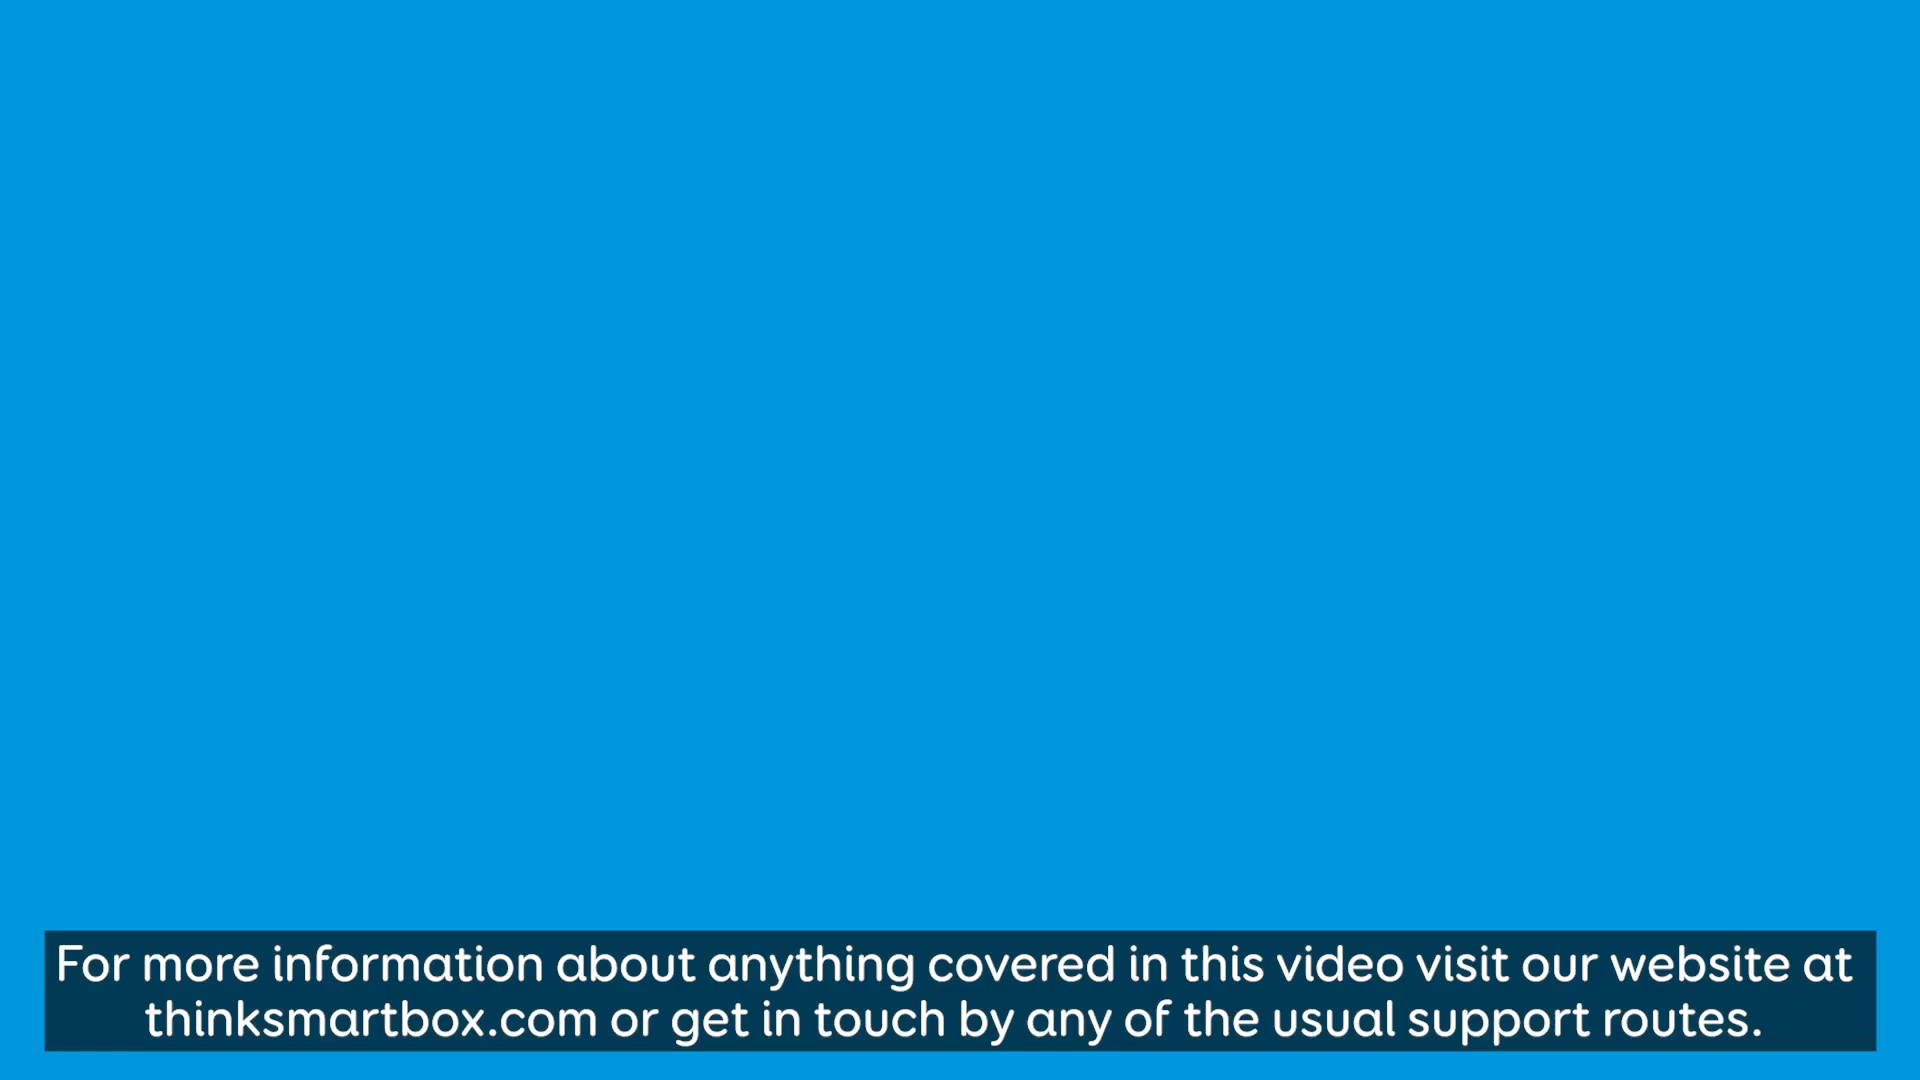 For more information about anything covered in this video visit our website at
thinksmartbox.com or get in touch by any of the usual support routes.